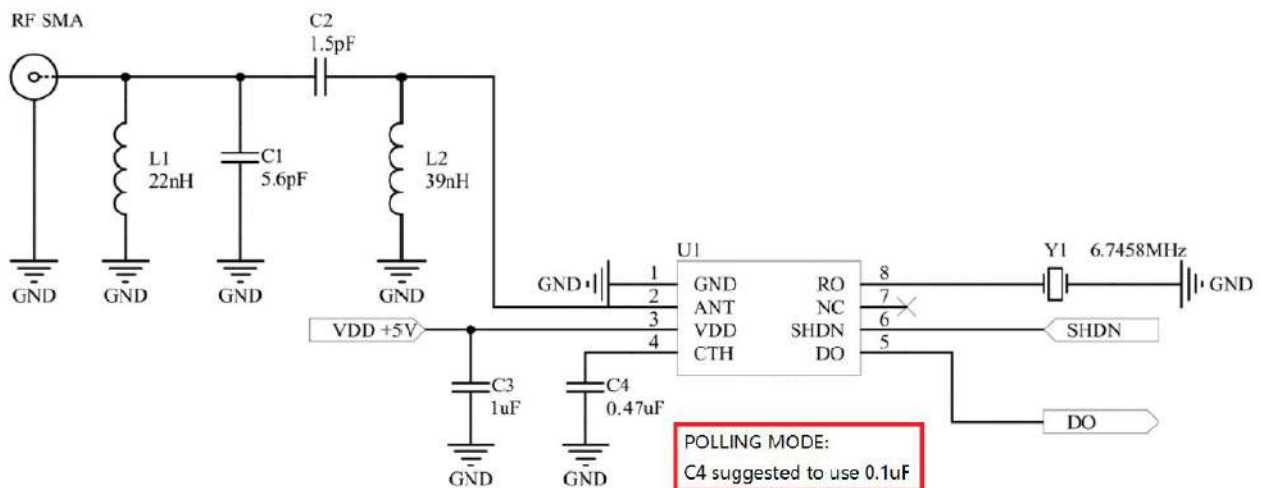 RF SMA
C2
1.5pF
L1
22nH
C1
5.6pF
L2
39nH
GND
GND
GND
GND
U1
Y1 6.7458MHz
GND
1 GND
2 ANT
3 VDD
4 CTH
RO 8
NC 7
SHDN 6
DO 5
GND
VDD +5V
SHDN
C3
1uF
C4
0.47uF
DO
GND
GND
POLLING MODE:
C4 suggested to use 0.1uF